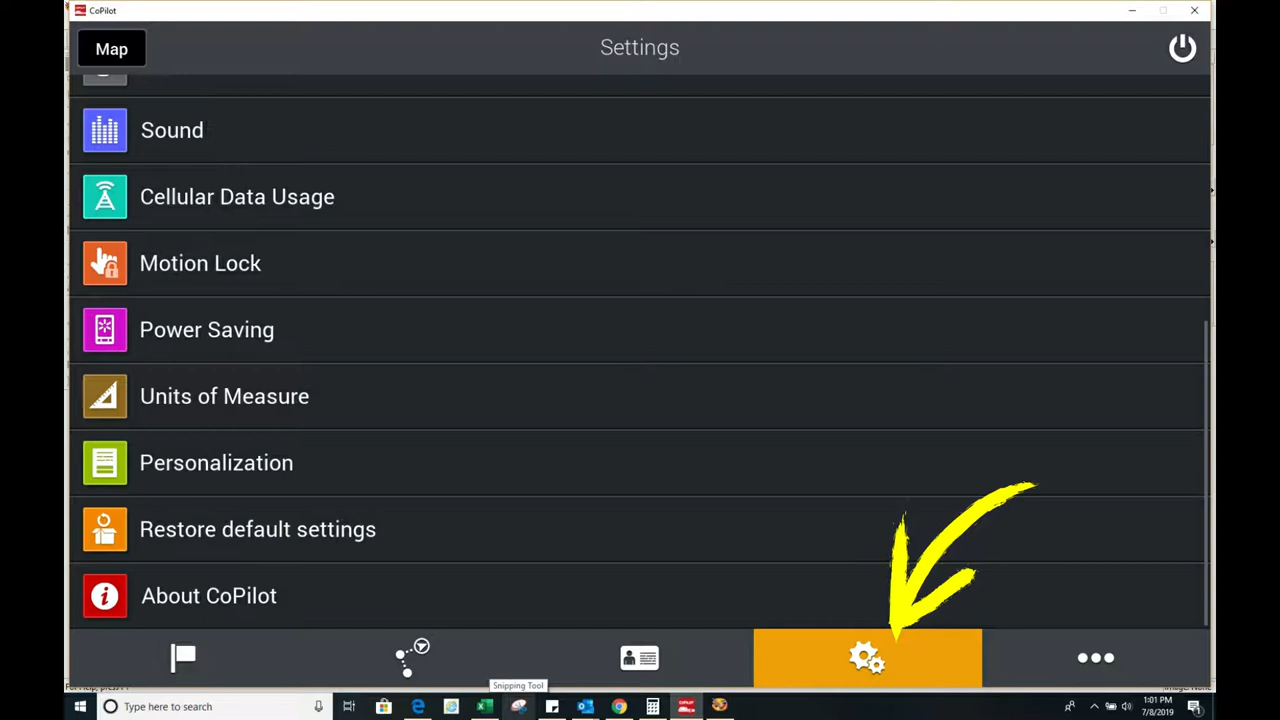 CoPilot
Map
Settings
Sound
Cellular Data Usage
Motion Lock
Power Saving
Units of Measure
Personalization
Restore default settings
About CoPilot
Snipping Tool
Type here to search
1:01 PM
7/8/2019